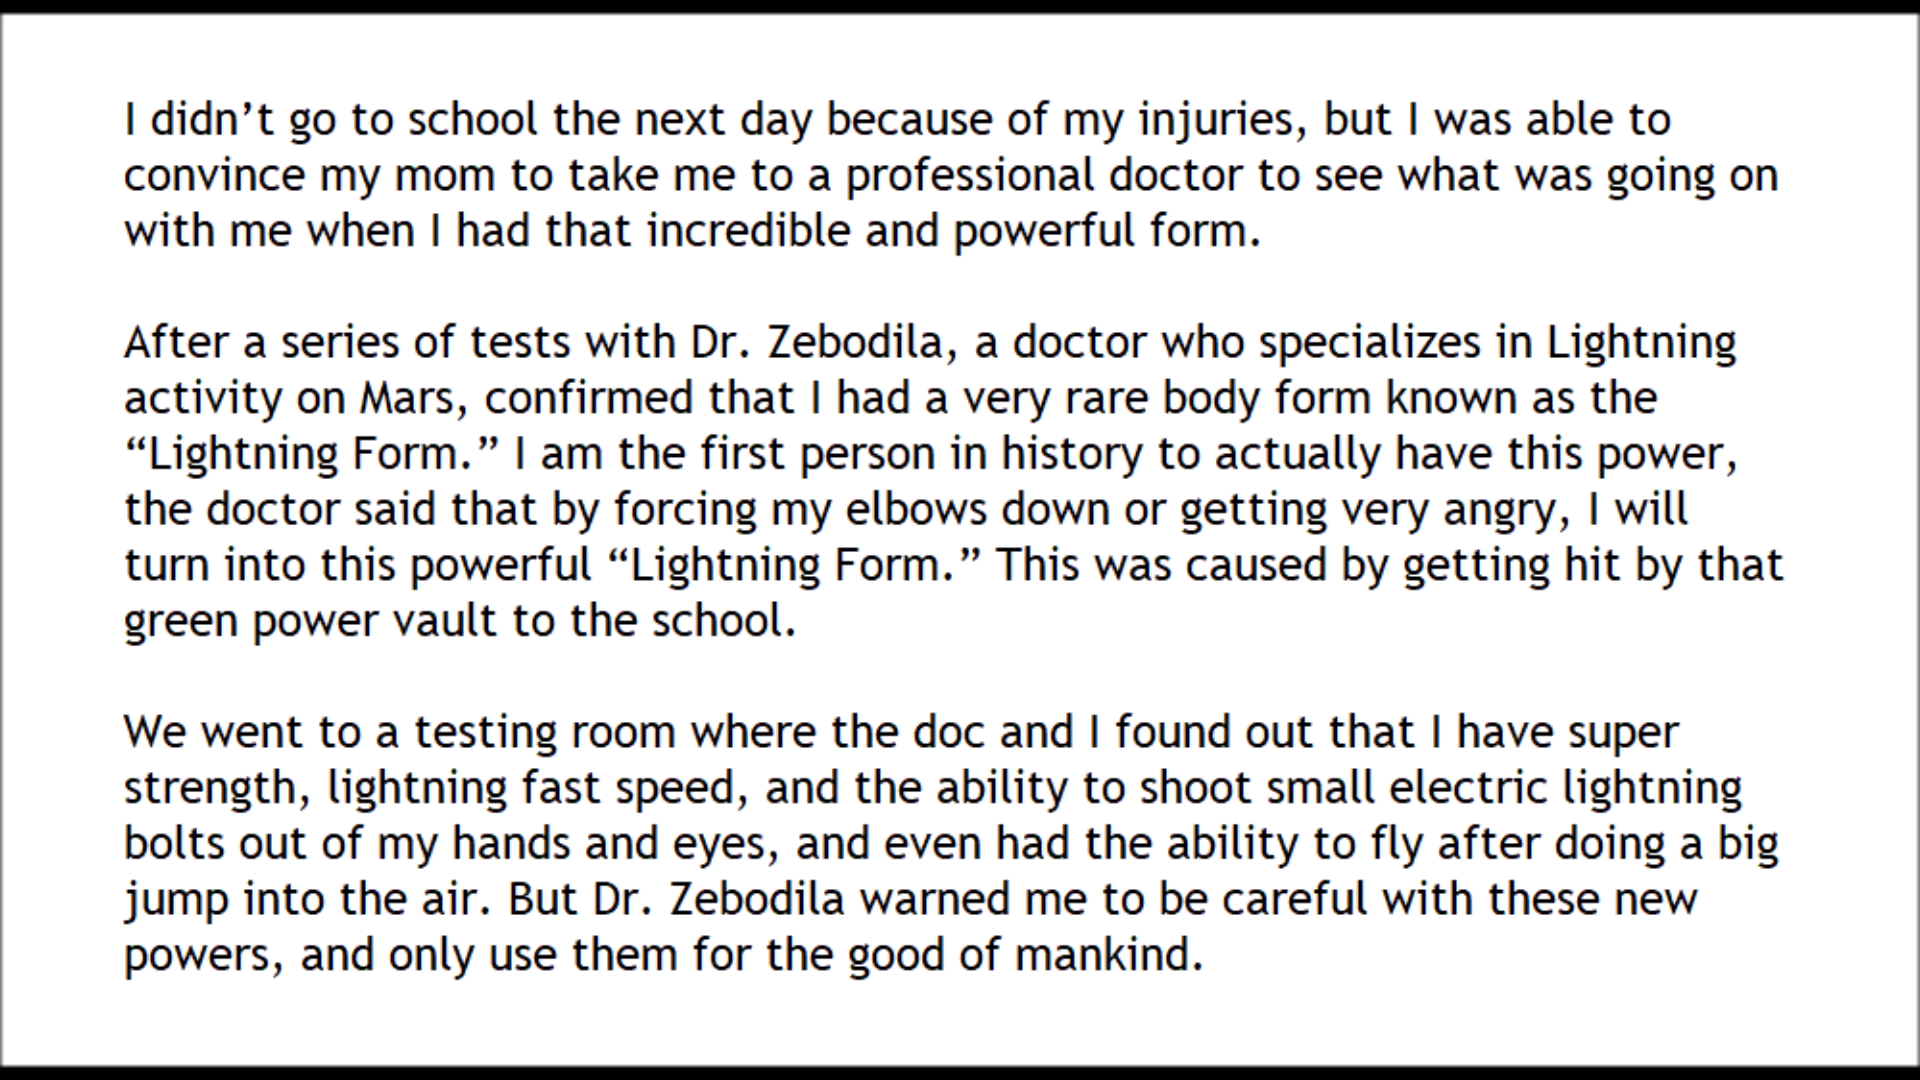 I didn’t go to school the next day because of my injuries, but I was able to
convince my mom to take me to a professional doctor to see what was going on
with me when I had that incredible and powerful form.
After a series of tests with Dr. Zebodila, a doctor who specializes in Lightning
activity on Mars, confirmed that I had a very rare body form known as the
“Lightning Form.” I am the first person in history to actually have this power,
the doctor said that by forcing my elbows down or getting very angry, I will
turn into this powerful “Lightning Form.” This was caused by getting hit by that
green power vault to the school.
We went to a testing room where the doc and I found out that I have super
strength, lightning fast speed, and the ability to shoot small electric lightning
bolts out of my hands and eyes, and even had the ability to fly after doing a big
jump into the air. But Dr. Zebodila warned me to be careful with these new
powers, and only use them for the good of mankind.